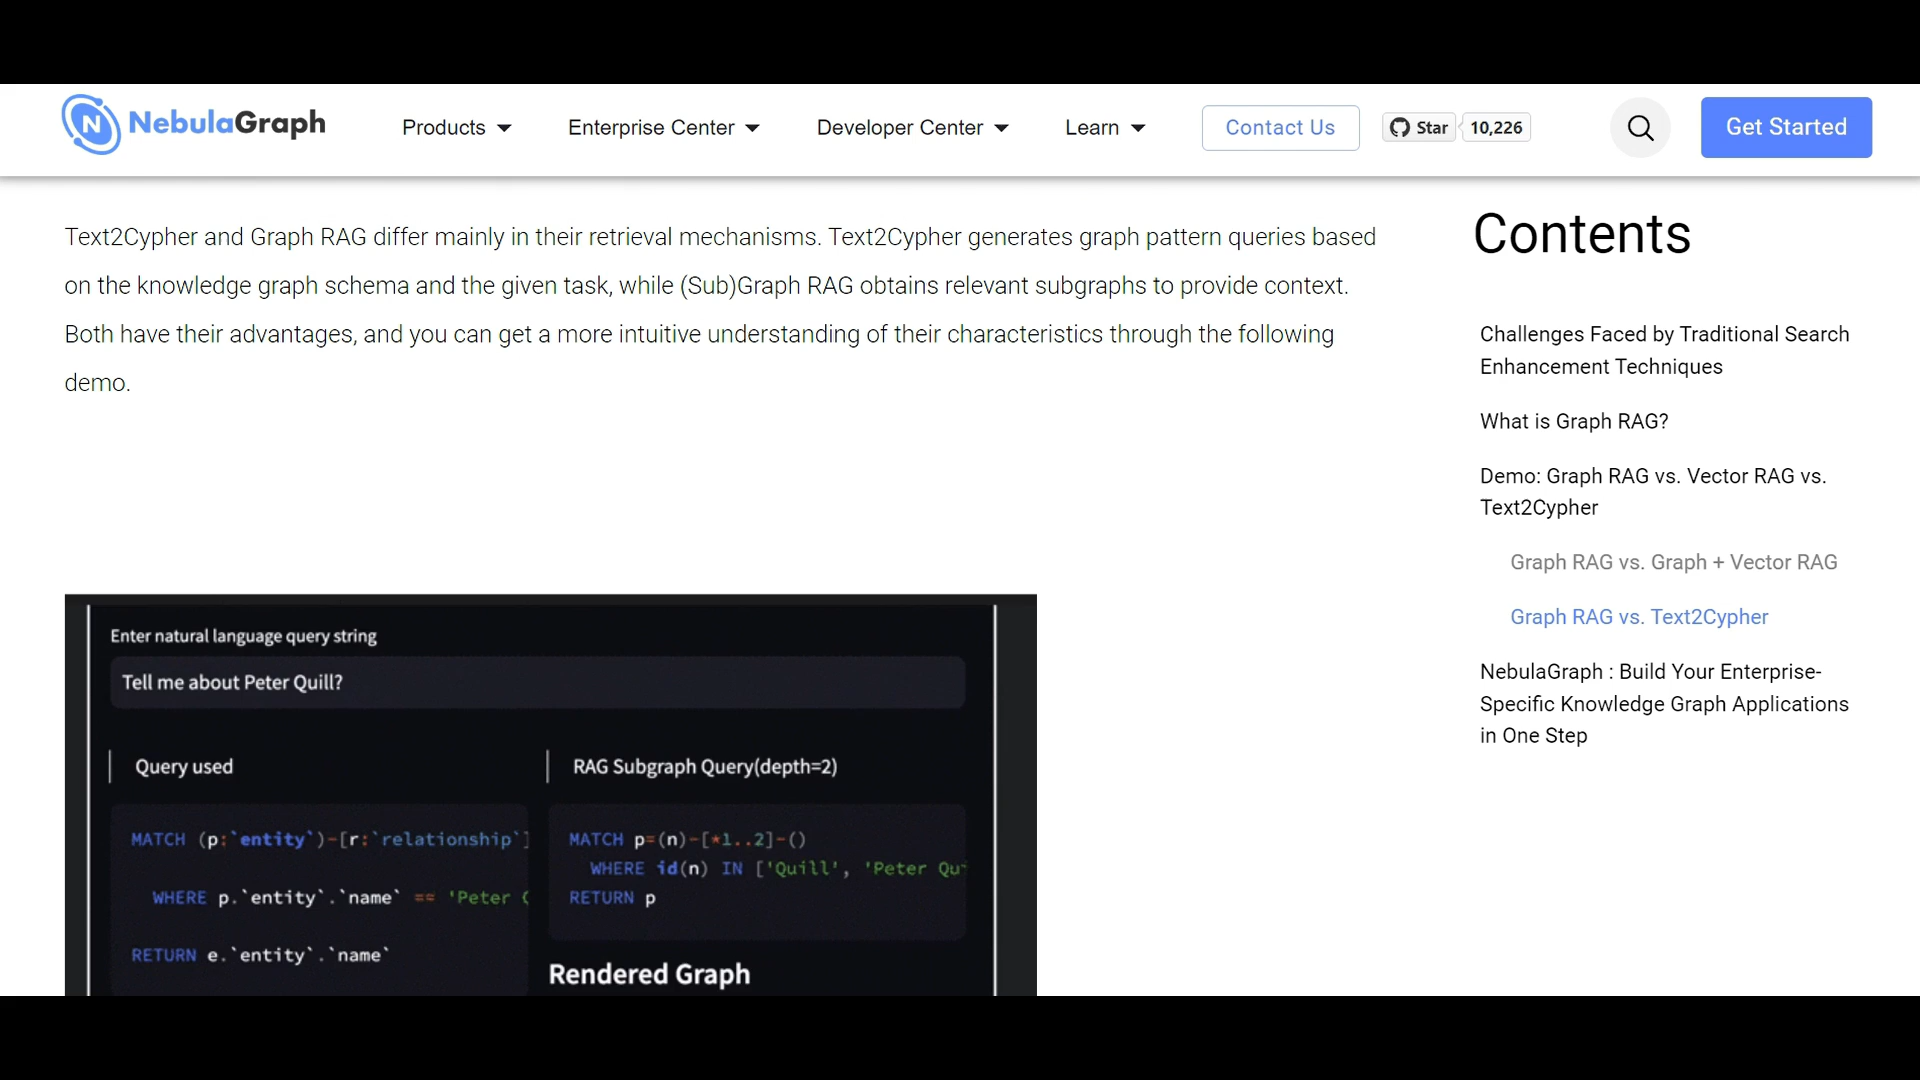 NebulaGraph
Products
Enterprise Center
Developer Center
Learn
Contact Us
Star
10,226
Get Started
Text2Cypher and Graph RAG differ mainly in their retrieval mechanisms. Text2Cypher generates graph pattern queries based
on the knowledge graph schema and the given task, while (Sub)Graph RAG obtains relevant subgraphs to provide context.
Both have their advantages, and you can get a more intuitive understanding of their characteristics through the following
demo.
Enter natural language query string
Tell me about Peter Quill?
Query used
MATCH (p:`entity`)-[r:`relationship`]
WHERE p.`entity`.`name` == 'Peter
RETURN e.`entity`.`name`
RAG Subgraph Query(depth=2)
MATCH p=(n)-[*1..2]-()
WHERE id(n) IN ['Quill', 'Peter Qu
RETURN p
Rendered Graph
Contents
Challenges Faced by Traditional Search
Enhancement Techniques
What is Graph RAG?
Demo: Graph RAG vs. Vector RAG vs.
Text2Cypher
Graph RAG vs. Graph + Vector RAG
Graph RAG vs. Text2Cypher
NebulaGraph : Build Your Enterprise-
Specific Knowledge Graph Applications
in One Step